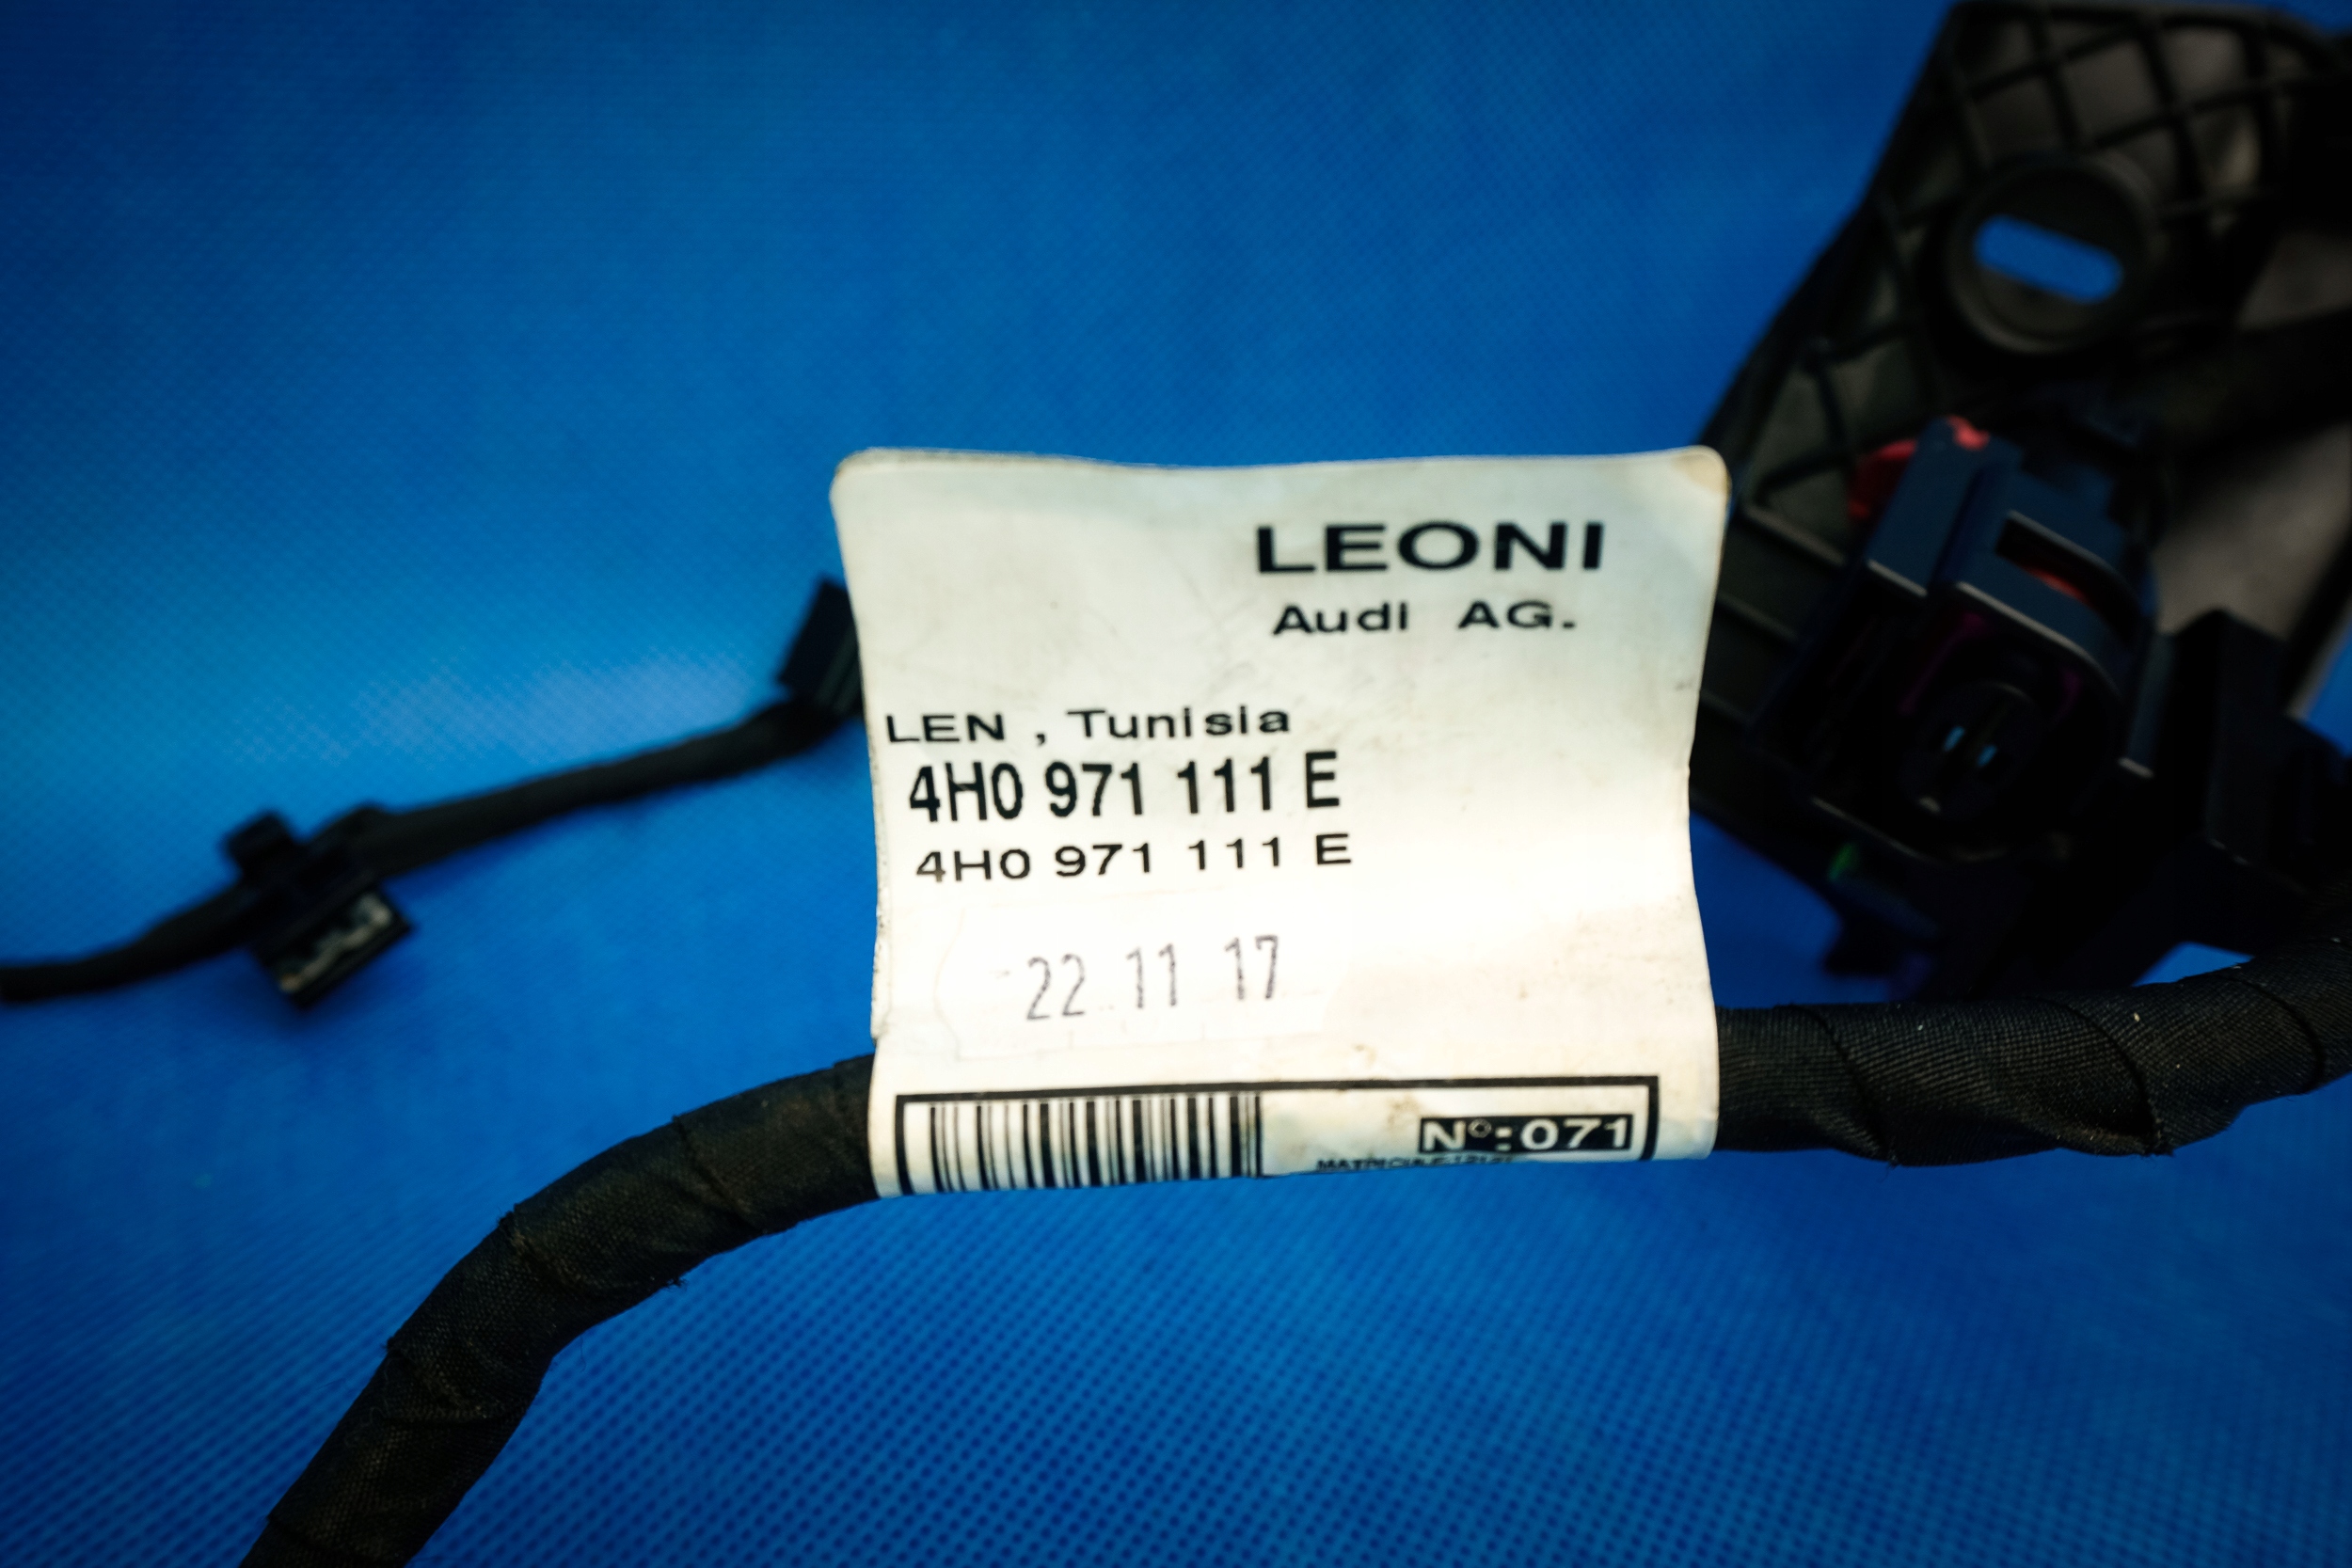 LEONI
Audi AG.
LEN , Tunisia
4H0 971 111 E
4H0 971 111 E
22 11 17
N°:071